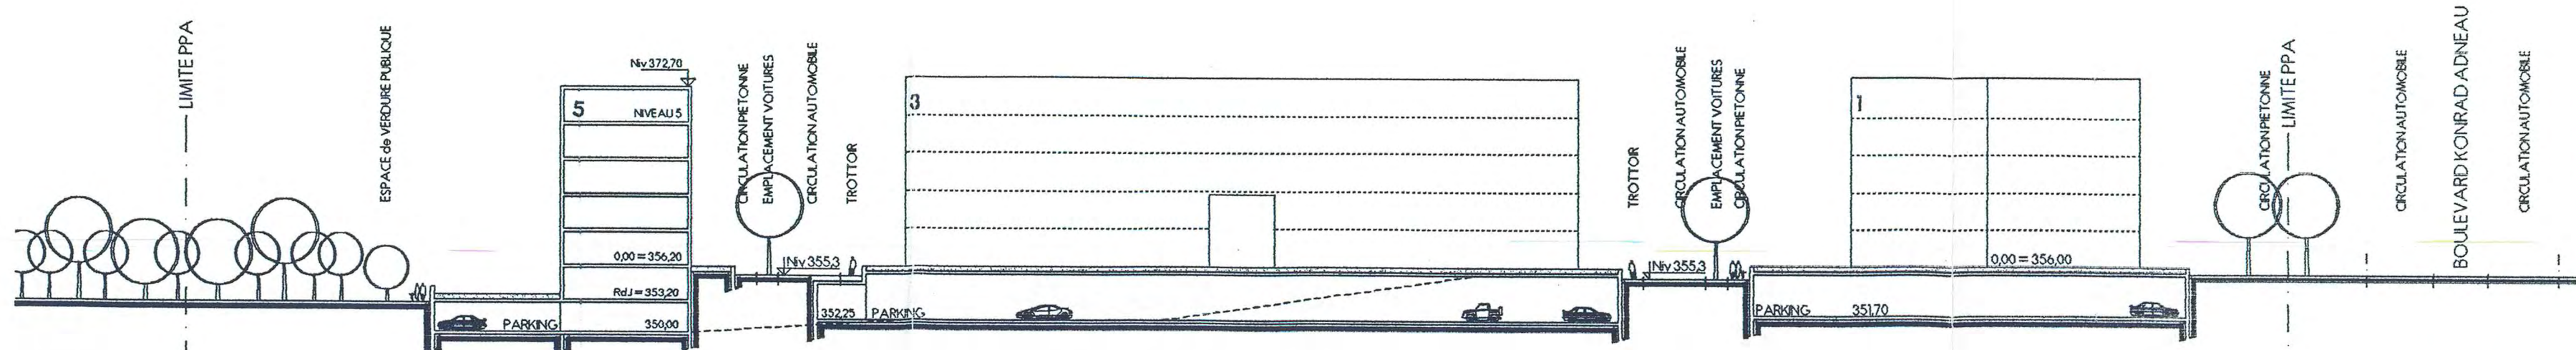 LIMITE PPA
ESPACE de VERDURE PUBLIQUE
Niv 372,70
5
NIVEAU 5
0,00 = 356,20
RdJ = 353,20
350,00
PARKING
CIRCULATION PIETONNE
EMPLACEMENT VOITURES
CIRCULATION AUTOMOBILE
TROTTOIR
Niv 355,3
352,25
PARKING
3
TROTTOIR
CIRCULATION AUTOMOBILE
EMPLACEMENT VOITURES
CIRCULATION PIETONNE
Niv 355,3
1
0,00 = 356,00
PARKING
351,70
CIRCULATION PIETONNE
LIMITE PPA
CIRCULATION AUTOMOBILE
BOULEVARD KONRAD ADNEAU
CIRCULATION AUTOMOBILE